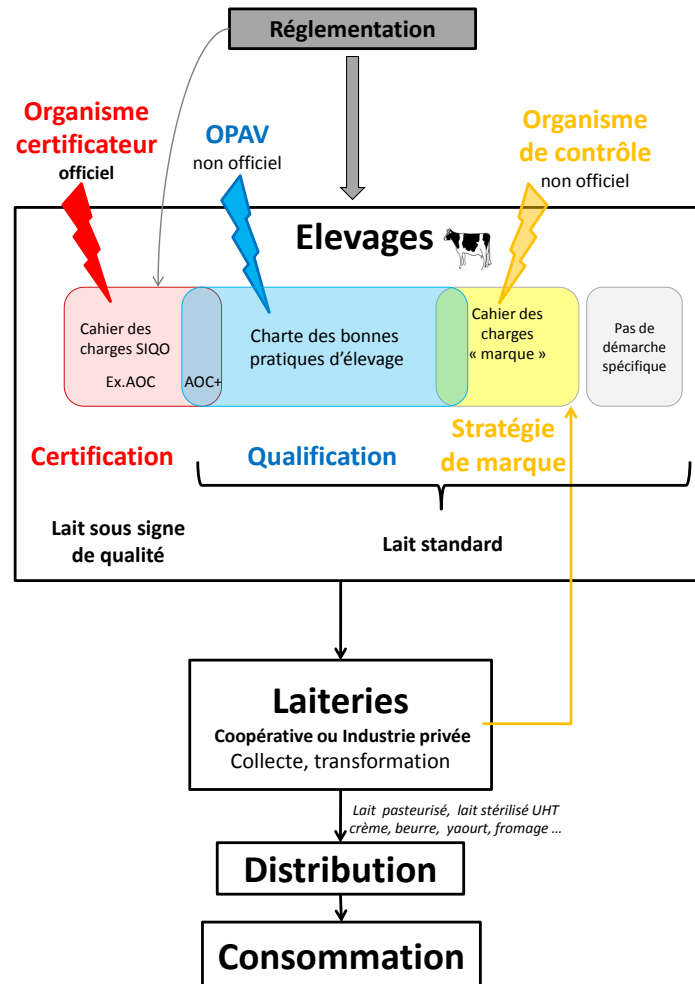 Réglementation
Organisme
certificateur
officiel
OPAV
non officiel
Organisme
de contrôle
non officiel
Elevages
Cahier des
charges SIQO
Ex.AOC
AOC+
Charte des bonnes
pratiques d'élevage
Cahier des
charges
« marque »
Pas de
démarche
spécifique
Certification
Qualification
Stratégie
de marque
Lait sous signe
de qualité
Lait standard
Laiteries
Coopérative ou Industrie privée
Collecte, transformation
Lait pasteurisé, lait stérilisé UHT
crème, beurre, yaourt, fromage ...
Distribution
Consommation